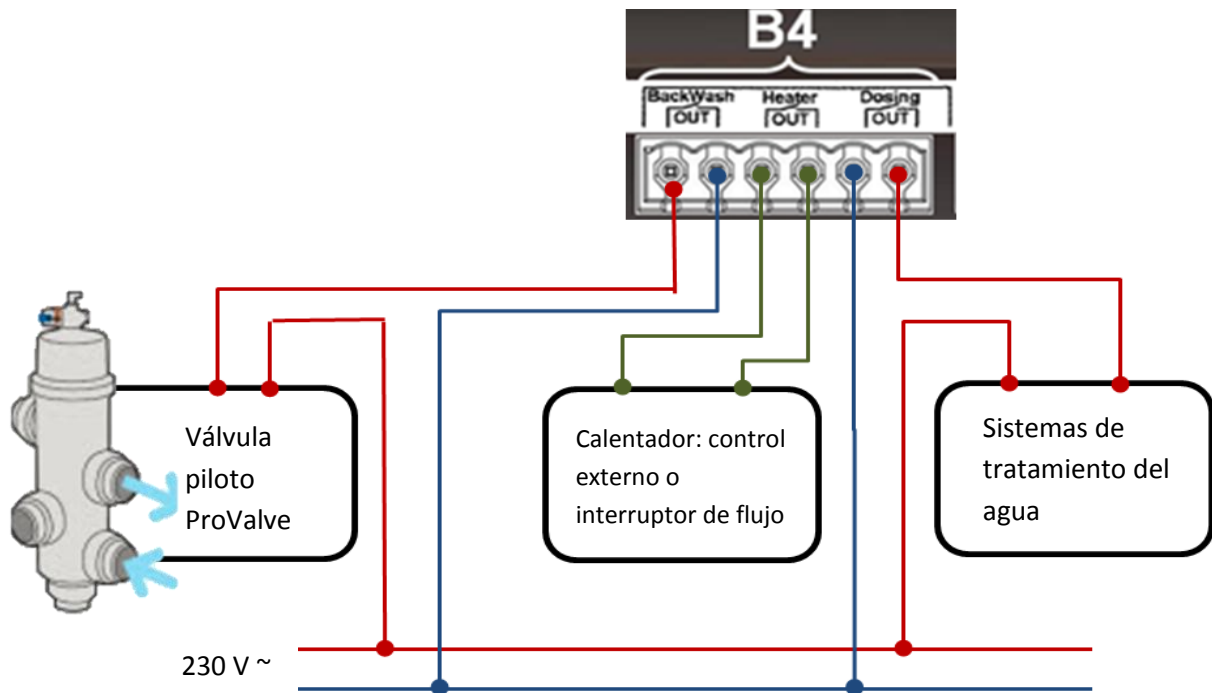 B4
BackWash Heater Dosing
OUT OUT OUT
Válvula
piloto
ProValve
Calentador: control
externo o
interruptor de flujo
Sistemas de
tratamiento del
agua
230 V ~